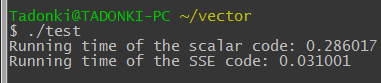 Tadonki@TADONKI-PC ~/vector
$ ./test
Running time of the scalar code: 0.286017
Running time of the SSE code: 0.031001